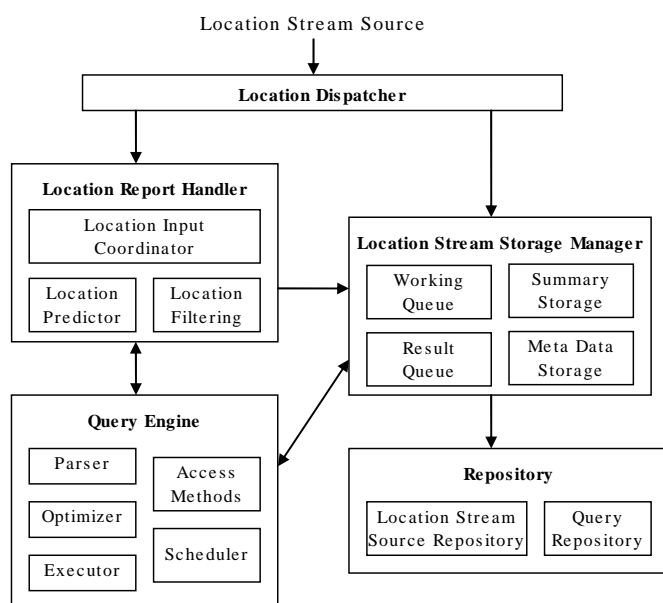 Location Stream Source
Location Dispatcher
Location Report Handler
Location Input
Coordinator
Location
Predictor
Location
Filtering
Location Stream Storage Manager
Working
Queue
Summary
Storage
Result
Queue
Meta Data
Storage
Query Engine
Parser
Optimizer
Executor
Access
Methods
Scheduler
Repository
Location Stream
Source Repository
Query
Repository